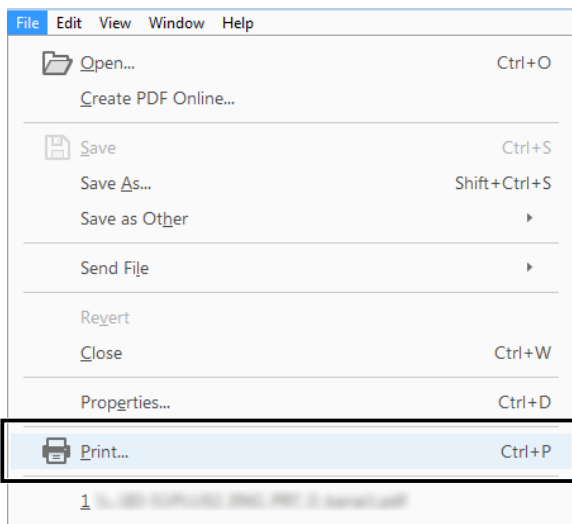 File Edit View Window Help
Open... Ctrl+O
Create PDF Online...
Save Ctrl+S
Save As... Shift+Ctrl+S
Save as Other
Send File
Revert
Close Ctrl+W
Properties... Ctrl+D
Print... Ctrl+P
1